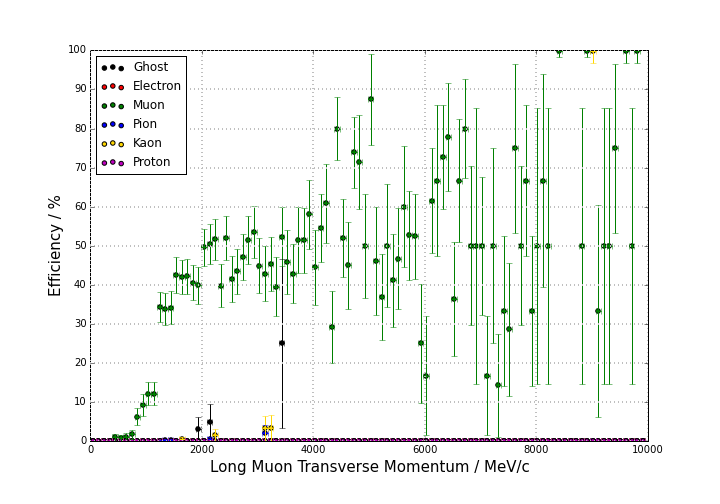 100
90
80
70
60
50
40
30
20
10
0
Efficiency / %
Ghost
Electron
Muon
Pion
Kaon
Proton
0 2000 4000 6000 8000 10000
Long Muon Transverse Momentum / MeV/c